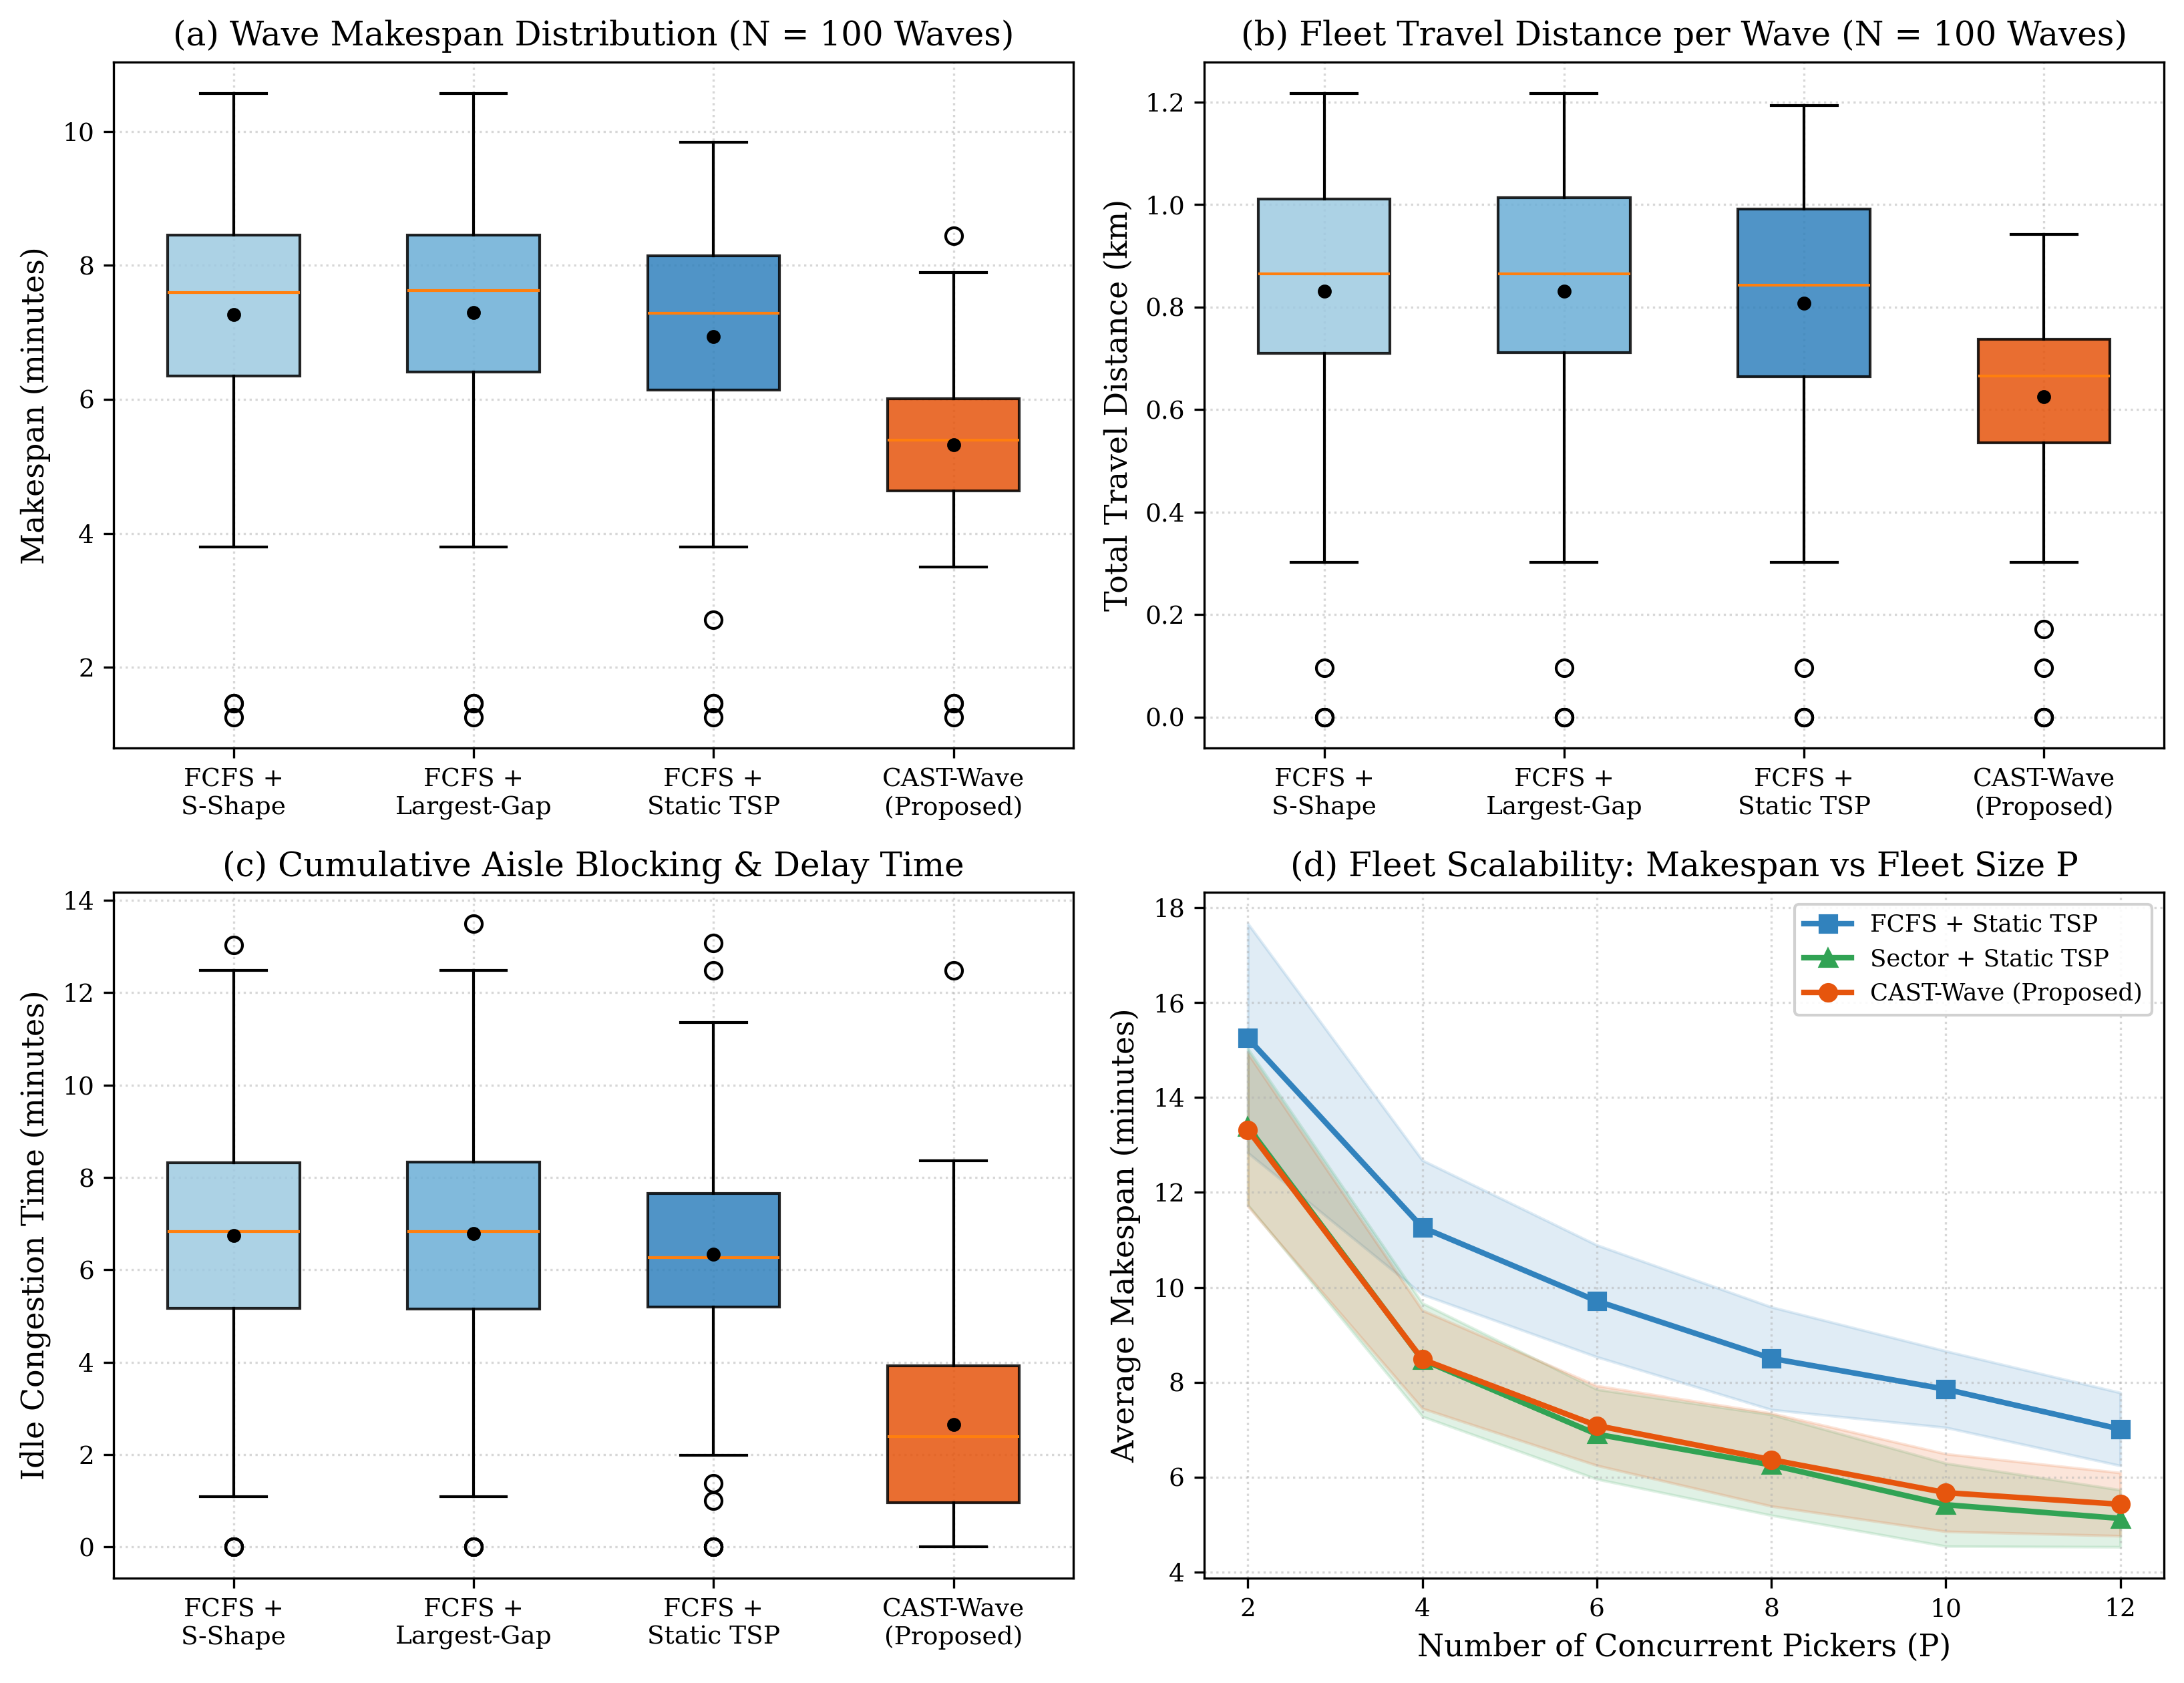 (a) Wave Makespan Distribution (N = 100 Waves)
Makespan (minutes)
10
8
6
4
2
FCFS +
S-Shape
FCFS +
Largest-Gap
FCFS +
Static TSP
CAST-Wave
(Proposed)
(b) Fleet Travel Distance per Wave (N = 100 Waves)
Total Travel Distance (km)
1.2
1.0
0.8
0.6
0.4
0.2
0.0
FCFS +
S-Shape
FCFS +
Largest-Gap
FCFS +
Static TSP
CAST-Wave
(Proposed)
(c) Cumulative Aisle Blocking & Delay Time
Idle Congestion Time (minutes)
14
12
10
8
6
4
2
0
FCFS +
S-Shape
FCFS +
Largest-Gap
FCFS +
Static TSP
CAST-Wave
(Proposed)
(d) Fleet Scalability: Makespan vs Fleet Size P
Average Makespan (minutes)
18
16
14
12
10
8
6
4
FCFS + Static TSP
Sector + Static TSP
CAST-Wave (Proposed)
2
4
6
8
10
12
Number of Concurrent Pickers (P)